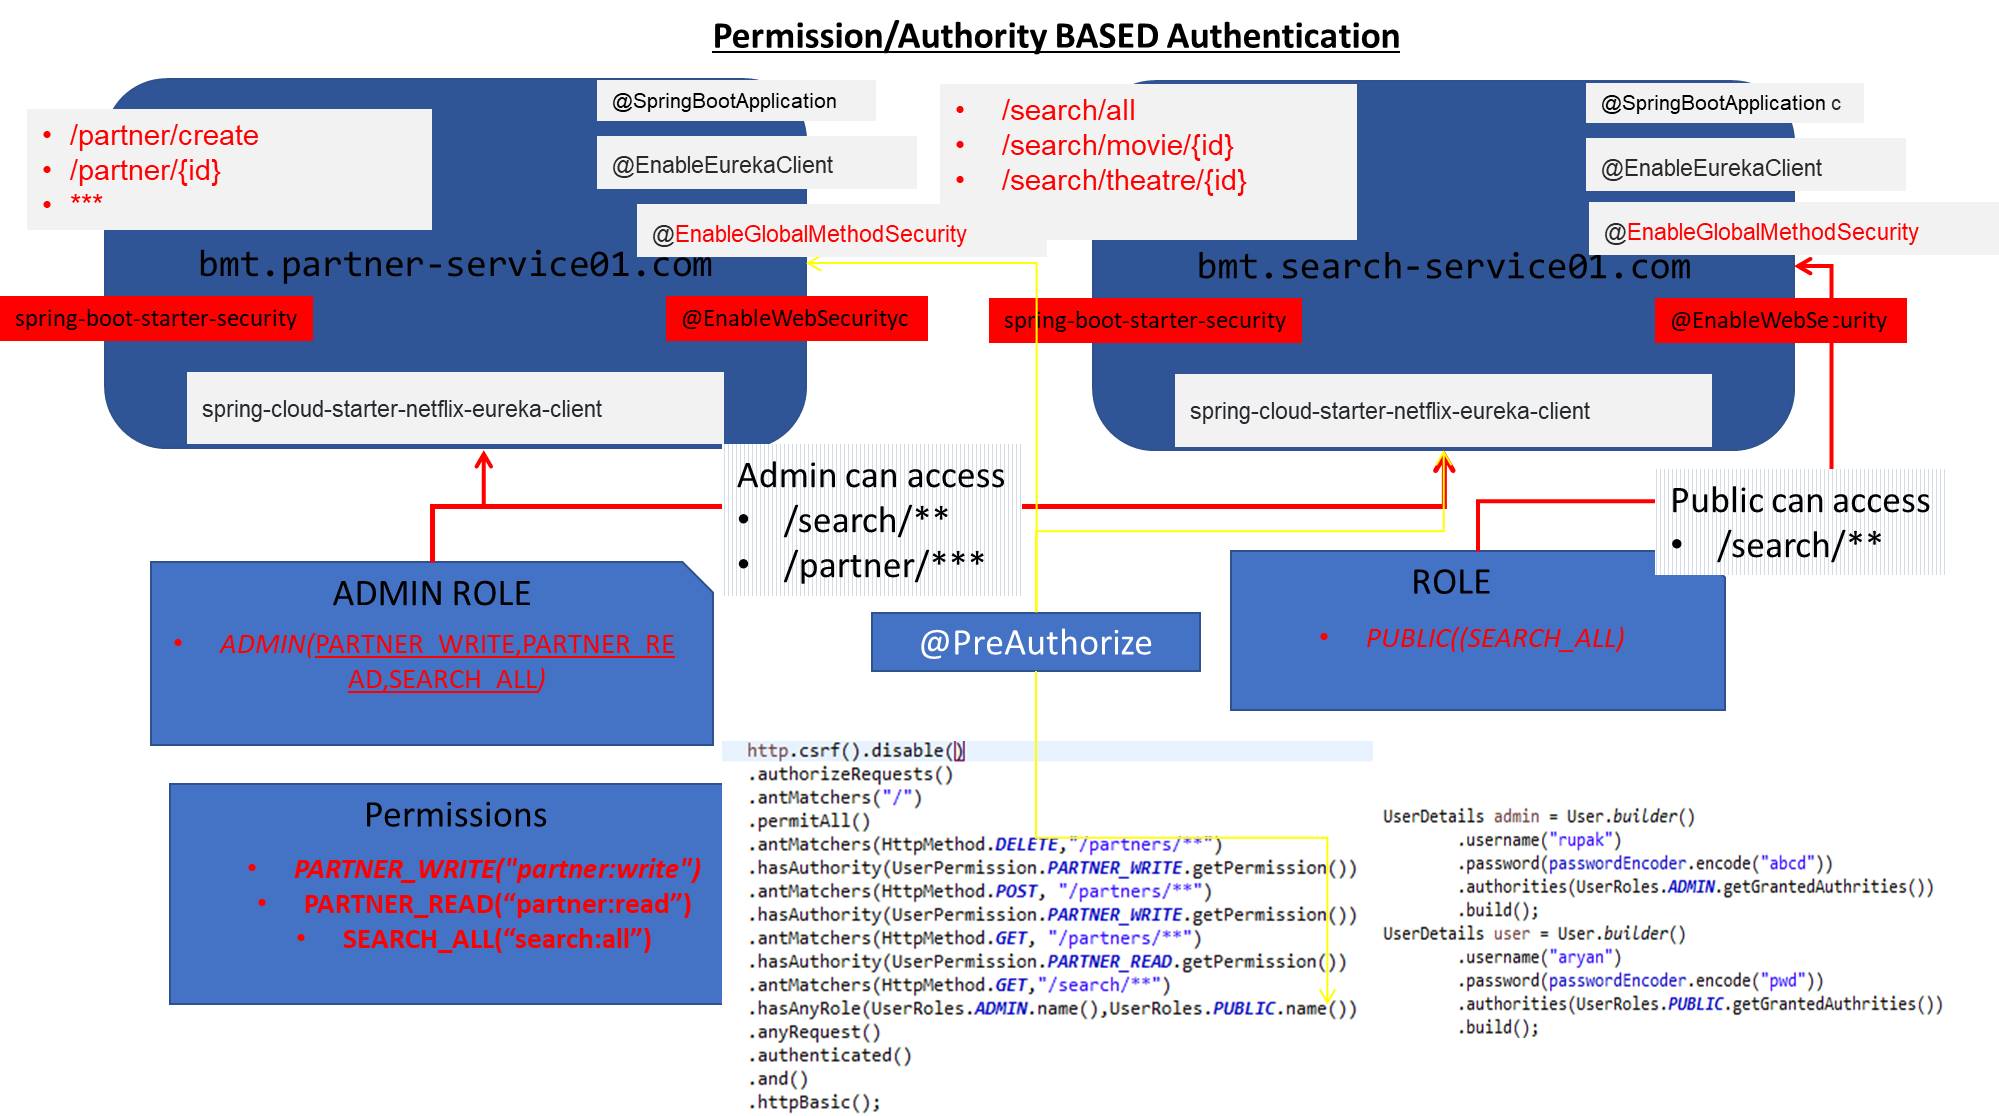 Permission/Authority BASED Authentication
@SpringBootApplication
@EnableEurekaClient
@EnableGlobalMethodSecurity
• /partner/create
• /partner/{id}
• ***
bmt.partner-service01.com
spring-boot-starter-security
@EnableWebSecurityc
spring-cloud-starter-netflix-eureka-client
• /search/all
• /search/movie/{id}
• /search/theatre/{id}
@SpringBootApplication c
@EnableEurekaClient
@EnableGlobalMethodSecurity
bmt.search-service01.com
spring-boot-starter-security
@EnableWebSecurity
spring-cloud-starter-netflix-eureka-client
Admin can access
• /search/**
• /partner/***
Public can access
• /search/**
ADMIN ROLE
• ADMIN(PARTNER_WRITE,PARTNER_RE
AD,SEARCH_ALL)
@PreAuthorize
ROLE
• PUBLIC((SEARCH_ALL)
Permissions
• PARTNER_WRITE("partner:write")
• PARTNER_READ(“partner:read”)
• SEARCH_ALL(“search:all”)
http.csrf().disable()
.authorizeRequests()
.antMatchers("/")
.permitAll()
.antMatchers(HttpMethod.DELETE,"/partners/**")
.hasAuthority(UserPermission.PARTNER_WRITE.getPermission())
.antMatchers(HttpMethod.POST, "/partners/**")
.hasAuthority(UserPermission.PARTNER_WRITE.getPermission())
.antMatchers(HttpMethod.GET, "/partners/**")
.hasAuthority(UserPermission.PARTNER_READ.getPermission())
.antMatchers(HttpMethod.GET,"/search/**")
.hasAnyRole(UserRoles.ADMIN.name(),UserRoles.PUBLIC.name())
.anyRequest()
.authenticated()
.and()
.httpBasic();
UserDetails admin = User.builder()
.username("rupak")
.password(passwordEncoder.encode("abcd"))
.authorities(UserRoles.ADMIN.getGrantedAuthrities())
.build();
UserDetails user = User.builder()
.username("aryan")
.password(passwordEncoder.encode("pwd"))
.authorities(UserRoles.PUBLIC.getGrantedAuthrities())
.build();